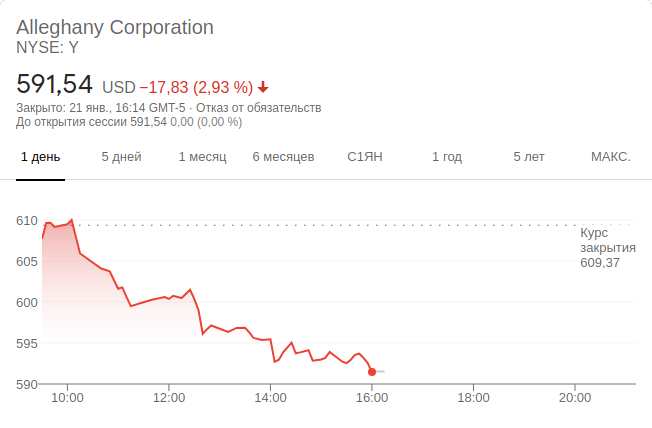 Alleghany Corporation
NYSE: Y
591,54 USD −17,83 (2,93 %)
Закрыто: 21 янв., 16:14 GMT-5 · Отказ от обязательств
До открытия сессии 591,54 0,00 (0,00 %)
1 день 5 дней 1 месяц 6 месяцев С1ЯН 1 год 5 лет МАКС.
610
Курс
закрытия
609,37
605
600
595
590
10:00 12:00 14:00 16:00 18:00 20:00